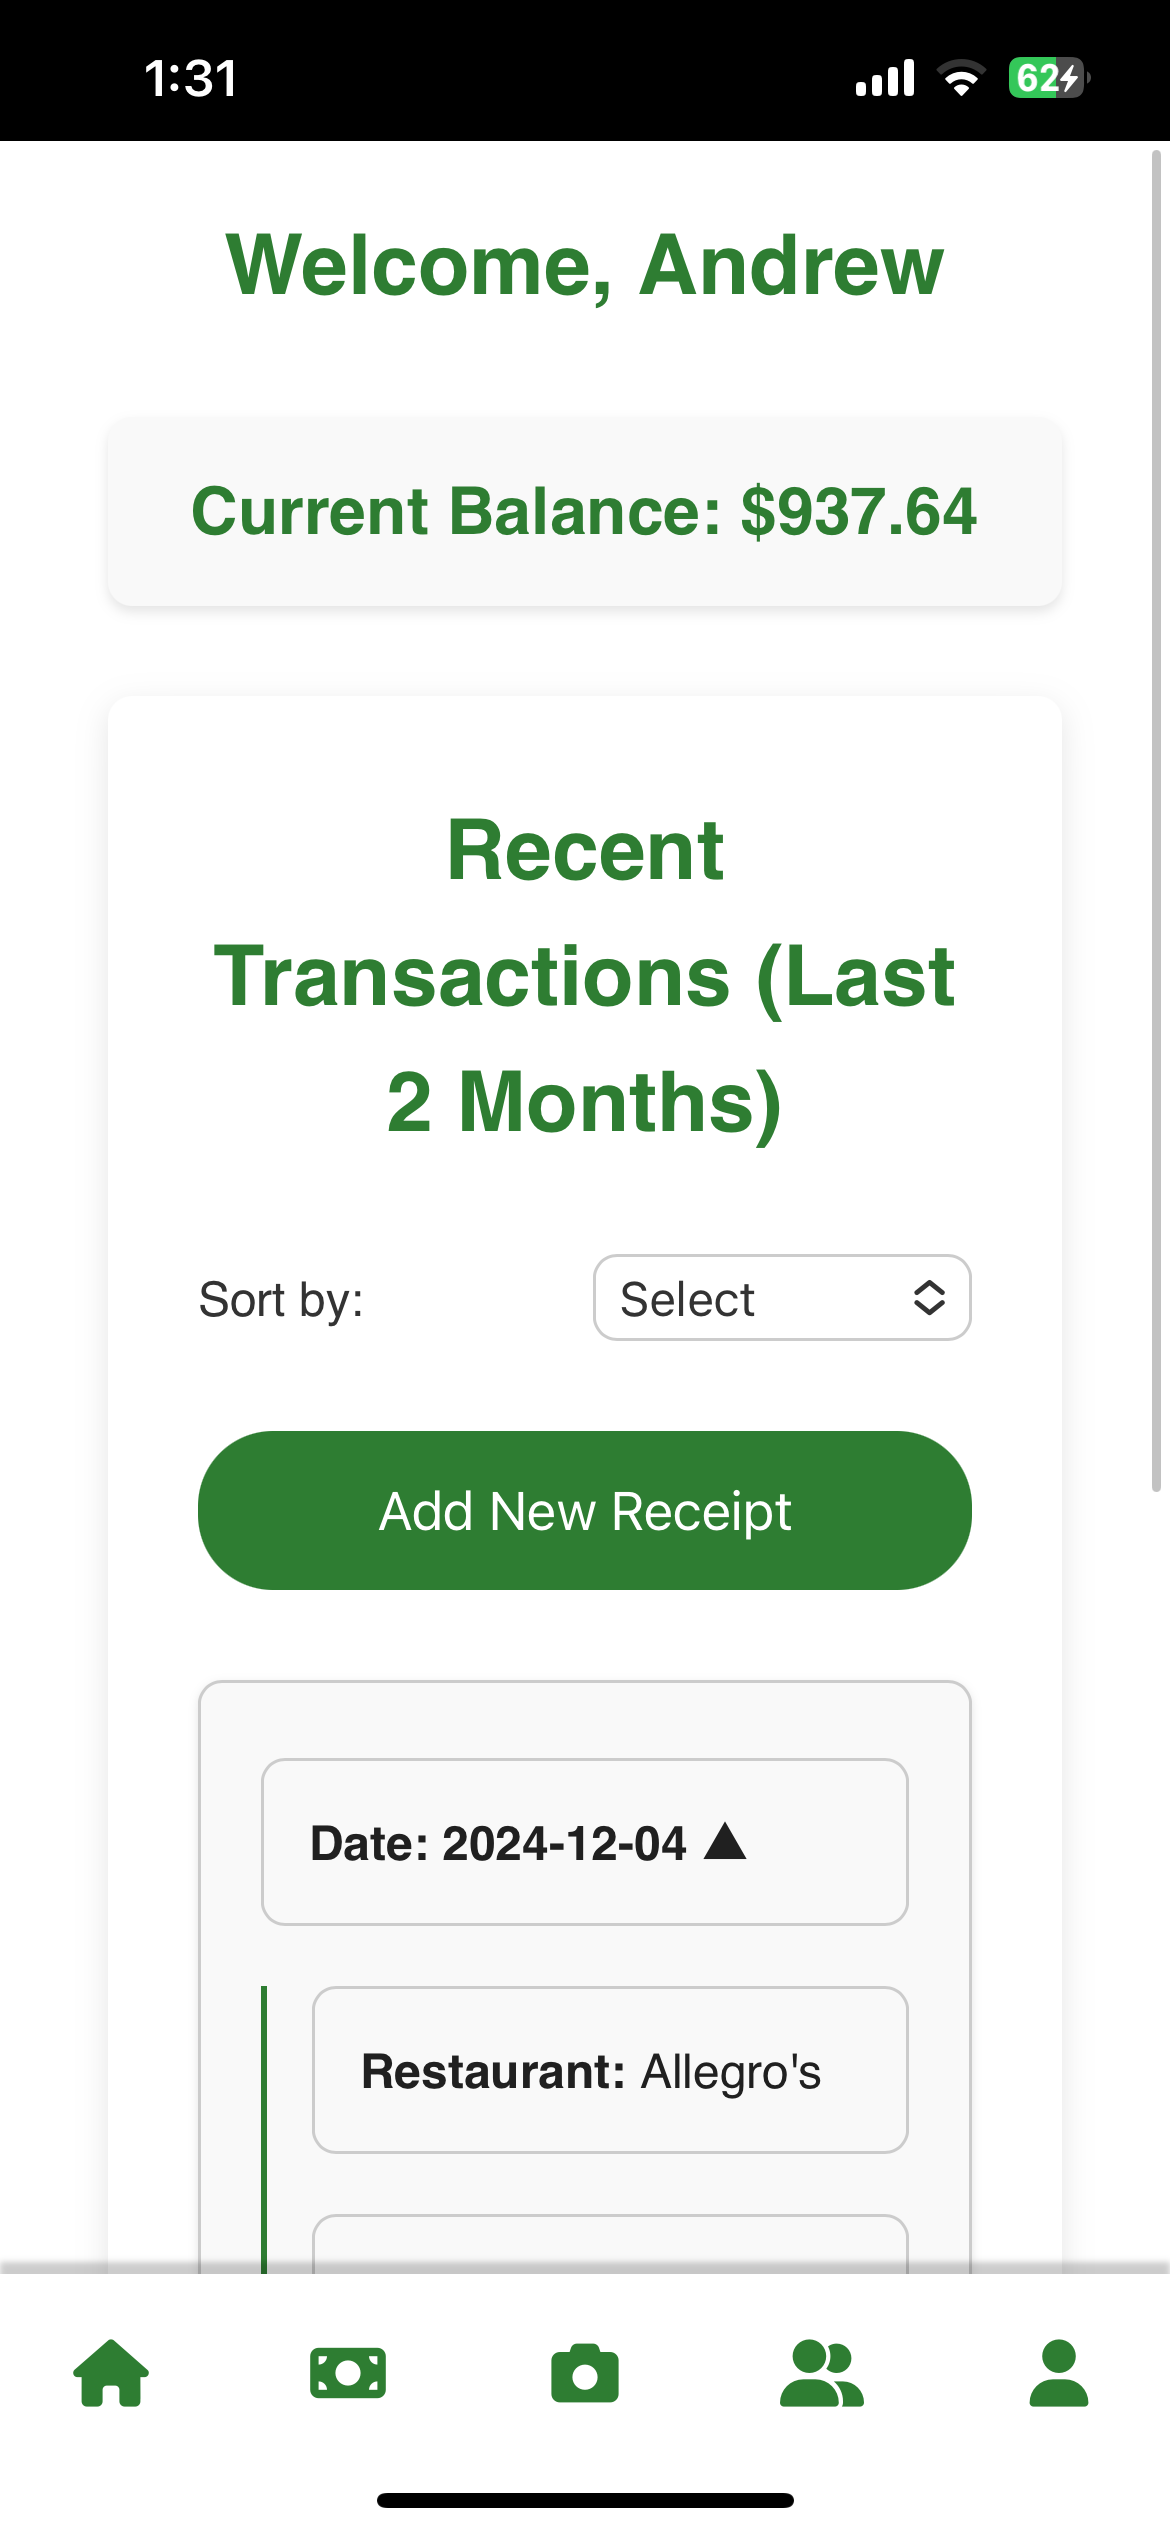 1:31
62
Welcome, Andrew
Current Balance: $937.64
Recent
Transactions (Last
2 Months)
Sort by:
Select
Add New Receipt
Date: 2024-12-04 ▲
Restaurant: Allegro's